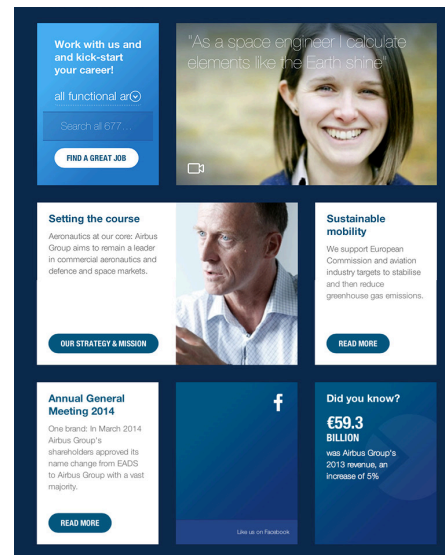 Work with us and
and kick-start
your career!
all functional ar
Search all 677...
FIND A GREAT JOB
"As a space engineer I calculate
elements like the Earth shine"
Setting the course
Aeronautics at our core: Airbus
Group aims to remain a leader
in commercial aeronautics and
defence and space markets.
OUR STRATEGY & MISSION
Sustainable
mobility
We support European
Commission and aviation
industry targets to stabilise
and then reduce
greenhouse gas emissions.
READ MORE
Annual General
Meeting 2014
One brand: In March 2014
Airbus Group's
shareholders approved its
name change from EADS
to Airbus Group with a vast
majority.
READ MORE
f
Like us on Facebook
Did you know?
€59.3
BILLION
was Airbus Group's
2013 revenue, an
increase of 5%